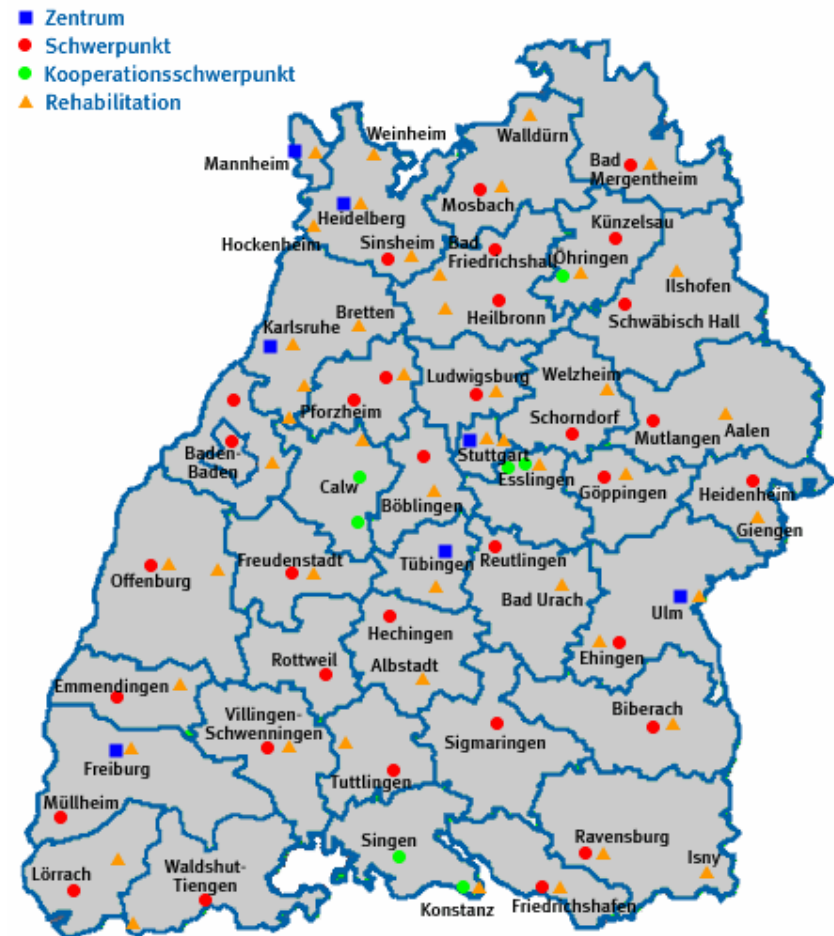 Zentrum
Schwerpunkt
Kooperationsschwerpunkt
Rehabilitation
Weinheim
Walldürn
Mannheim
Bad
Mergentheim
Mosbach
Heidelberg
Künzelsau
Hockenheim
Sinsheim
Bad
Friedrichshall
Öhringen
Ilshofen
Bretten
Karlsruhe
Heilbronn
Schwäbisch Hall
Ludwigsburg
Welzheim
Pforzheim
Schorndorf
Mutlangen
Aalen
Baden-
Baden
Stuttgart
Calw
Esslingen
Böblingen
Göppingen
Heidenheim
Giengen
Freudenstadt
Tübingen
Reutlingen
Offenburg
Bad Urach
Ulm
Hechingen
Rottweil
Albstadt
Ehingen
Emmendingen
Villingen-
Schwenningen
Biberach
Sigmaringen
Freiburg
Tuttlingen
Müllheim
Singen
Ravensburg
Isny
Lörrach
Waldshut-
Tiengen
Konstanz
Friedrichshafen